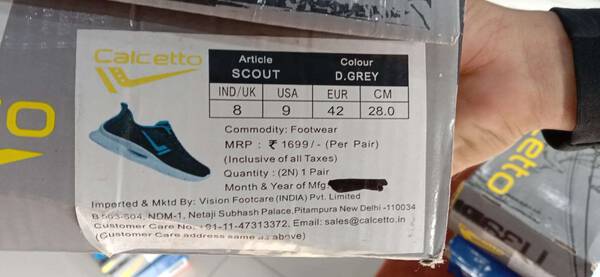 Calcetto
Article Colour
SCOUT D.GREY
IND/UK USA EUR CM
8 9 42 28.0
Commodity: Footwear
MRP : ₹ 1699/- (Per Pair)
(Inclusive of all Taxes)
Quantity : (2N) 1 Pair
Month & Year of Mfg:
Imported & Mktd By: Vision Footcare (INDIA) Pvt. Limited
B 503-504, NDM-1, Netaji Subhash Palace,Pitampura New Delhi -110034
Customer Care No.: +91-11-47313372, Email: sales@calcetto.in
(Customer Care address same as above)
cetto